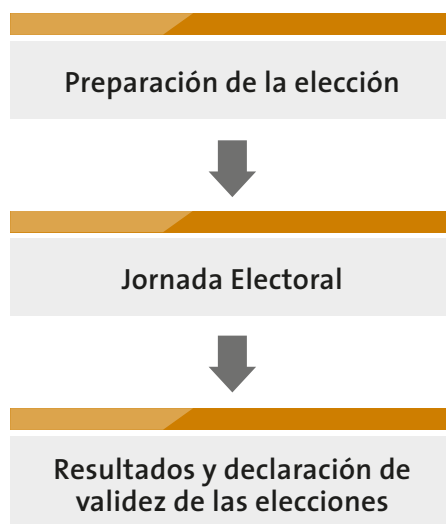 Preparación de la elección
Jornada Electoral
Resultados y declaración de
validez de las elecciones